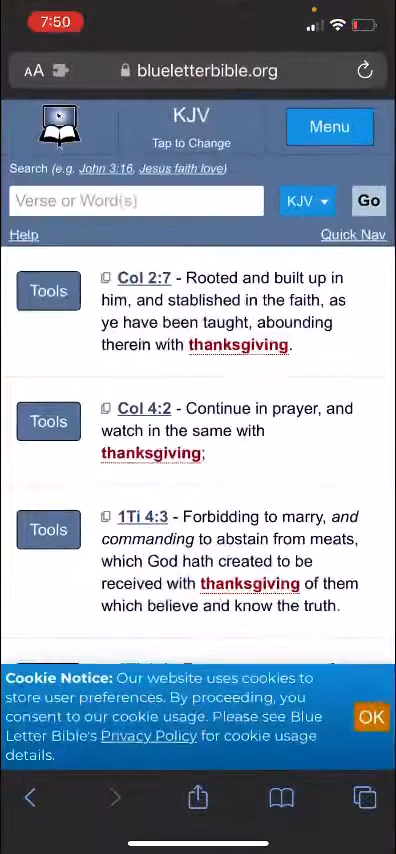 7:50
AA blueletterbible.org
KJV
Tap to Change
Menu
Search (e.g. John 3:16, Jesus faith love)
Verse or Word(s)
KJV
Go
Help
Quick Nav
Tools
Col 2:7 - Rooted and built up in
him, and stablished in the faith, as
ye have been taught, abounding
therein with thanksgiving.
Tools
Col 4:2 - Continue in prayer, and
watch in the same with
thanksgiving;
Tools
1Ti 4:3 - Forbidding to marry, and
commanding to abstain from meats,
which God hath created to be
received with thanksgiving of them
which believe and know the truth.
Cookie Notice: Our website uses cookies to
store user preferences. By proceeding, you
consent to our cookie usage. Please see Blue
Letter Bible's Privacy Policy for cookie usage
details.
OK